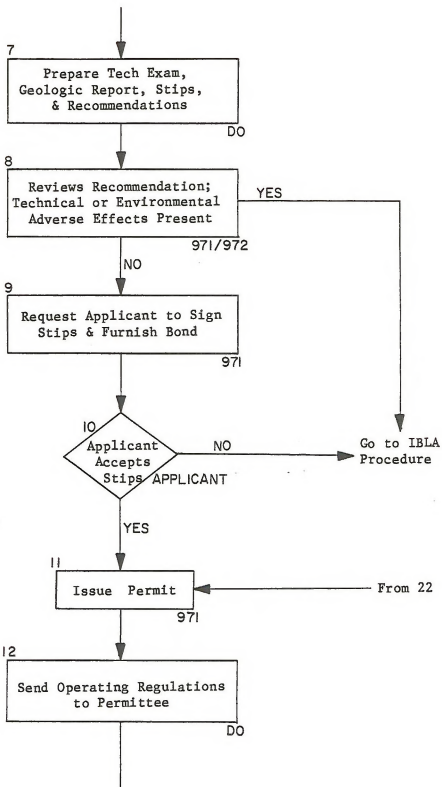 7
Prepare Tech Exam,
Geologic Report, Stips,
& Recommendations
DO
8
Reviews Recommendation;
Technical or Environmental
Adverse Effects Present
YES
971/972
NO
9
Request Applicant to Sign
Stips & Furnish Bond
971
10
Applicant
Accepts
Stips
APPLICANT
NO
Go to IBLA
Procedure
YES
11
Issue Permit
971
From 22
12
Send Operating Regulations
to Permittee
DO